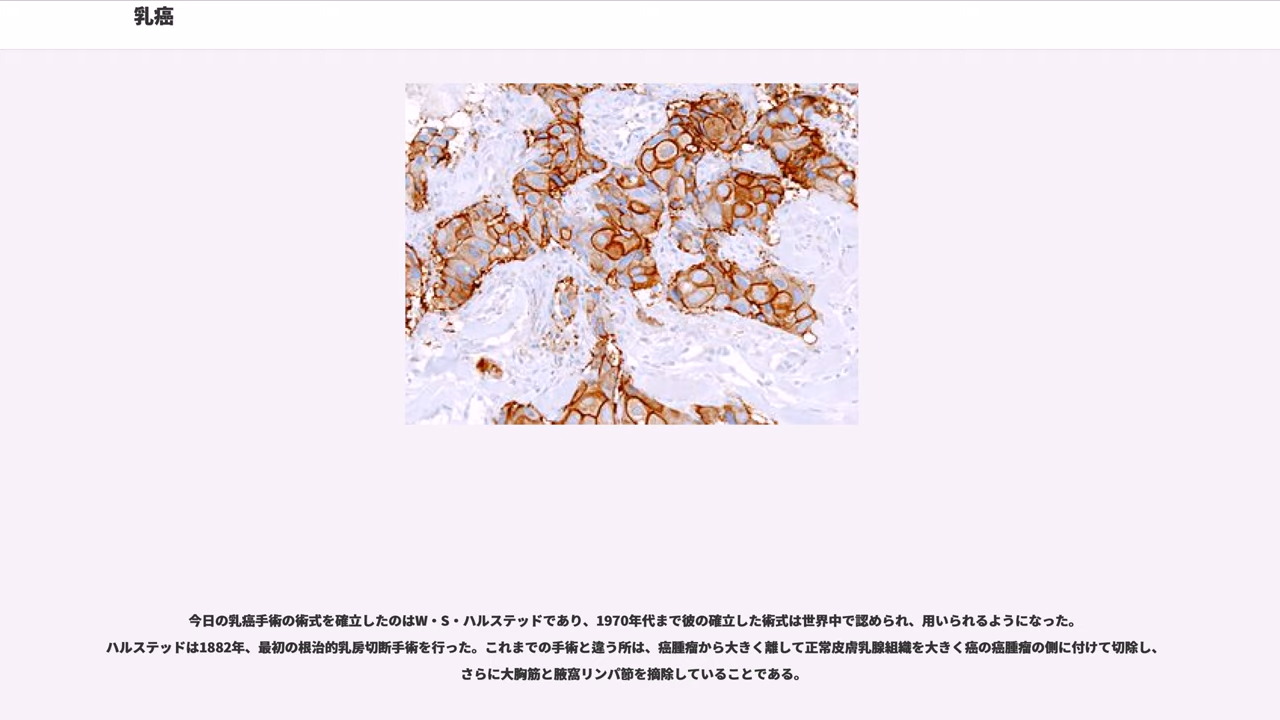 乳癌
今日の乳癌手術の術式を確立したのはW・S・ハルステッドであり、1970年代まで彼の確立した術式は世界中で認められ、用いられるようになった。
ハルステッドは1882年、最初の根治的乳房切断手術を行った。これまでの手術と違う所は、癌腫瘤から大きく離して正常皮膚乳腺組織を大きく癌の癌腫瘤の側に付けて切除し、
さらに大胸筋と腋窩リンパ節を摘除していることである。